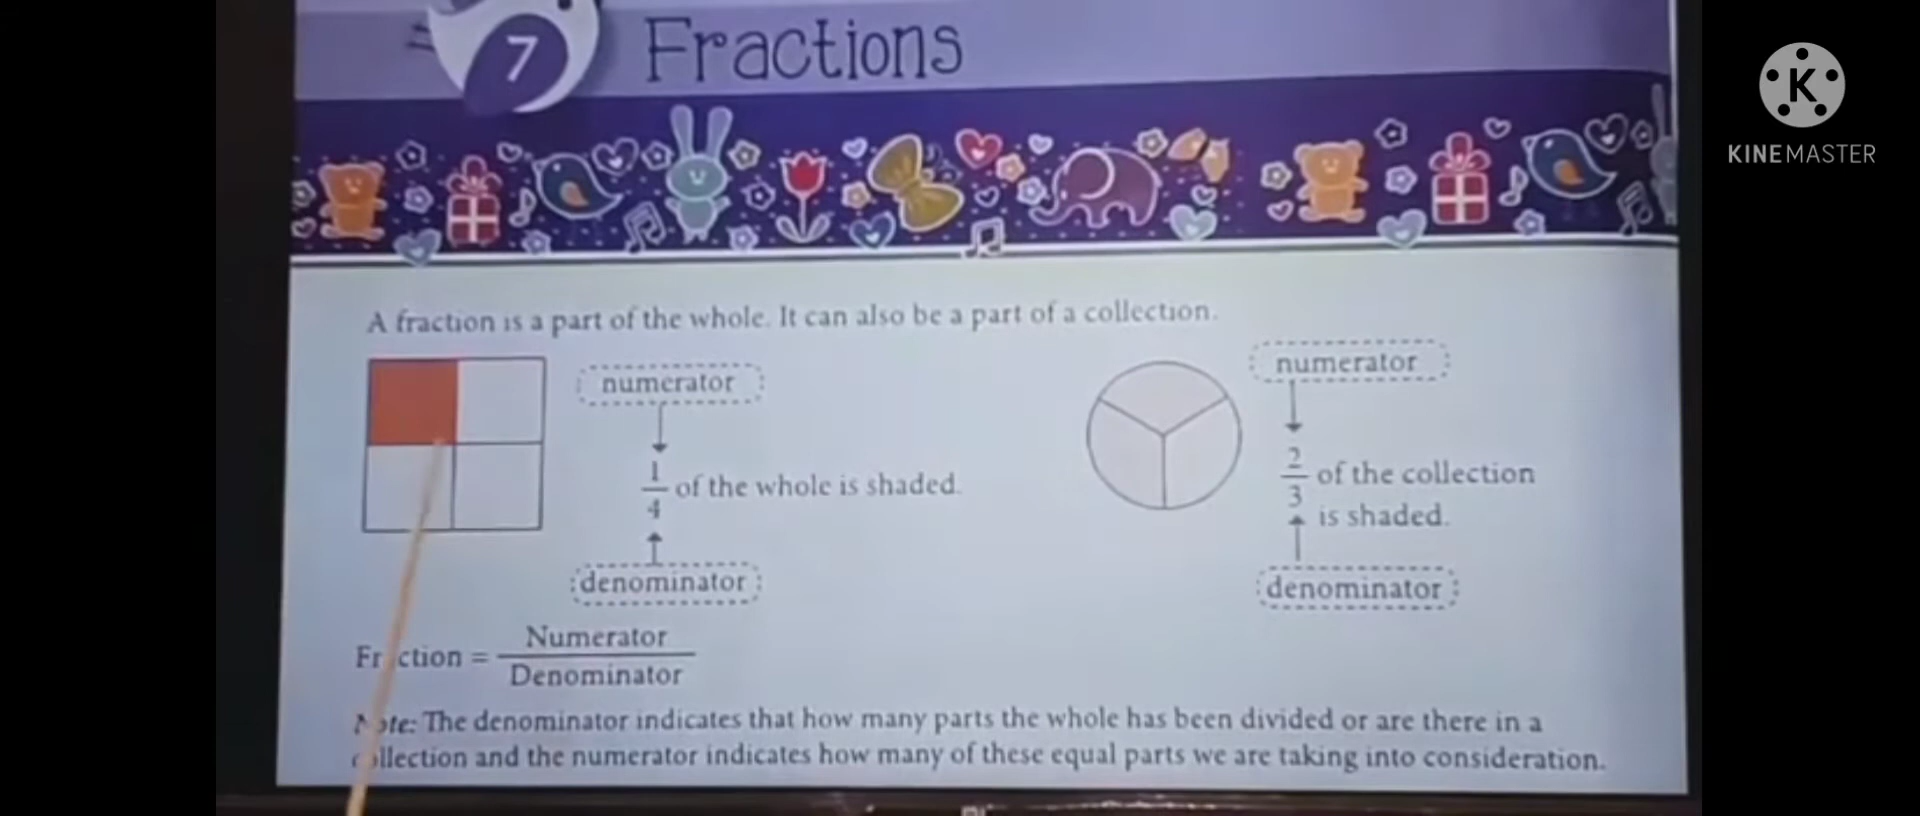 7
Fractions
K
KINEMASTER
A fraction is a part of the whole. It can also be a part of a collection.
numerator
1
4
of the whole is shaded.
denominator
numerator
2
3
of the collection
is shaded.
denominator
Fraction = Numerator
Denominator
Note: The denominator indicates that how many parts the whole has been divided or are there in a
collection and the numerator indicates how many of these equal parts we are taking into consideration.